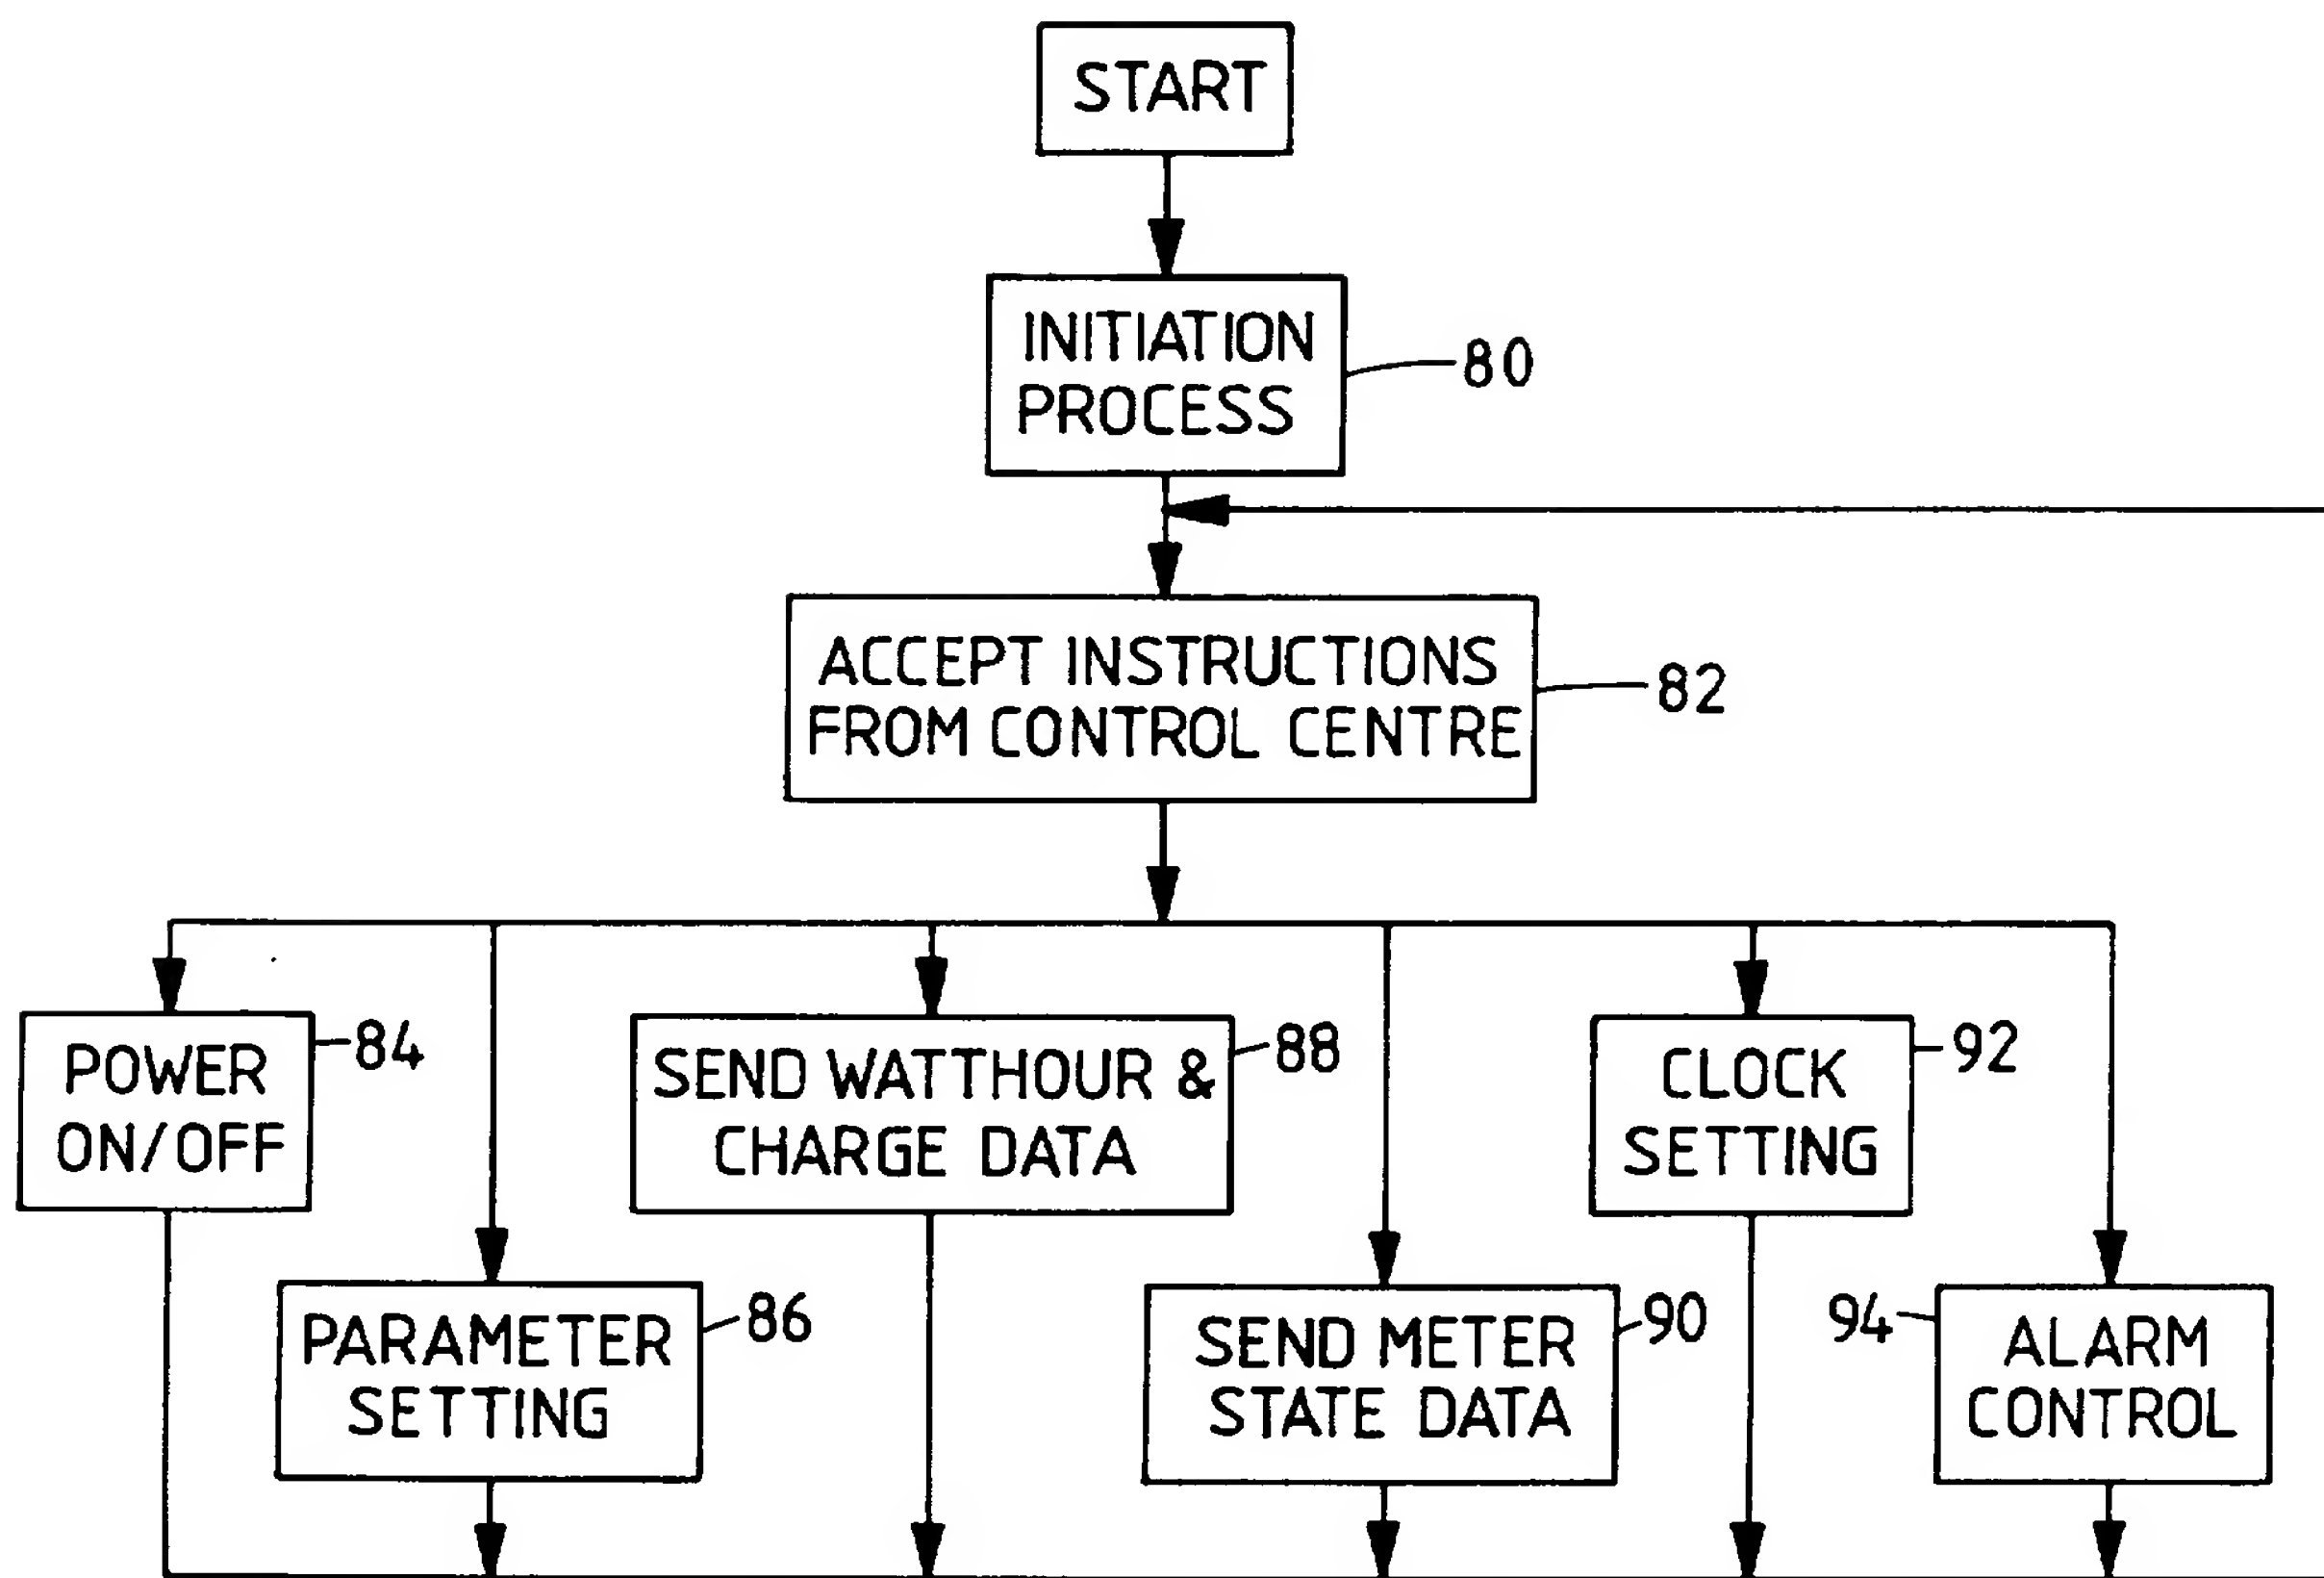 START
INITIATION
PROCESS
80
ACCEPT INSTRUCTIONS
FROM CONTROL CENTRE
82
POWER
ON/OFF
84
SEND WATTHOUR &
CHARGE DATA
88
CLOCK
SETTING
92
PARAMETER
SETTING
86
SEND METER
STATE DATA
90
94
ALARM
CONTROL